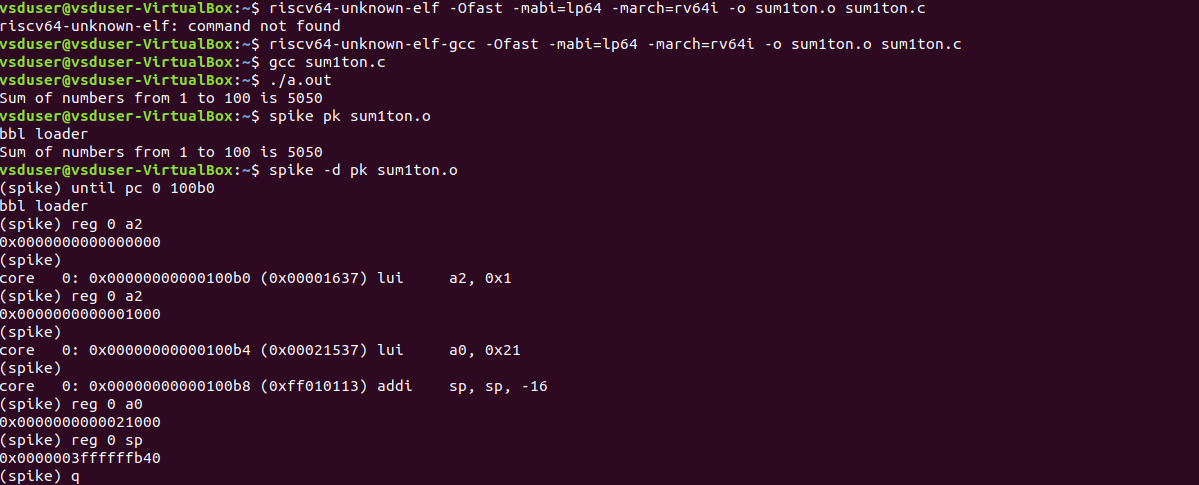 vsduser@vsduser-VirtualBox:~$ riscv64-unknown-elf -Ofast -mabi=lp64 -march=rv64i -o sum1ton.o sum1ton.c
riscv64-unknown-elf: command not found
vsduser@vsduser-VirtualBox:~$ riscv64-unknown-elf-gcc -Ofast -mabi=lp64 -march=rv64i -o sum1ton.o sum1ton.c
vsduser@vsduser-VirtualBox:~$ gcc sum1ton.c
vsduser@vsduser-VirtualBox:~$ ./a.out
Sum of numbers from 1 to 100 is 5050
vsduser@vsduser-VirtualBox:~$ spike pk sum1ton.o
bbl loader
Sum of numbers from 1 to 100 is 5050
vsduser@vsduser-VirtualBox:~$ spike -d pk sum1ton.o
(spike) until pc 0 100b0
bbl loader
(spike) reg 0 a2
0x0000000000000000
(spike)
core   0: 0x00000000000100b0 (0x00001637) lui     a2, 0x1
(spike) reg 0 a2
0x0000000000001000
(spike)
core   0: 0x00000000000100b4 (0x00021537) lui     a0, 0x21
(spike)
core   0: 0x00000000000100b8 (0xff010113) addi    sp, sp, -16
(spike) reg 0 a0
0x0000000000021000
(spike) reg 0 sp
0x0000003ffffffb40
(spike) q